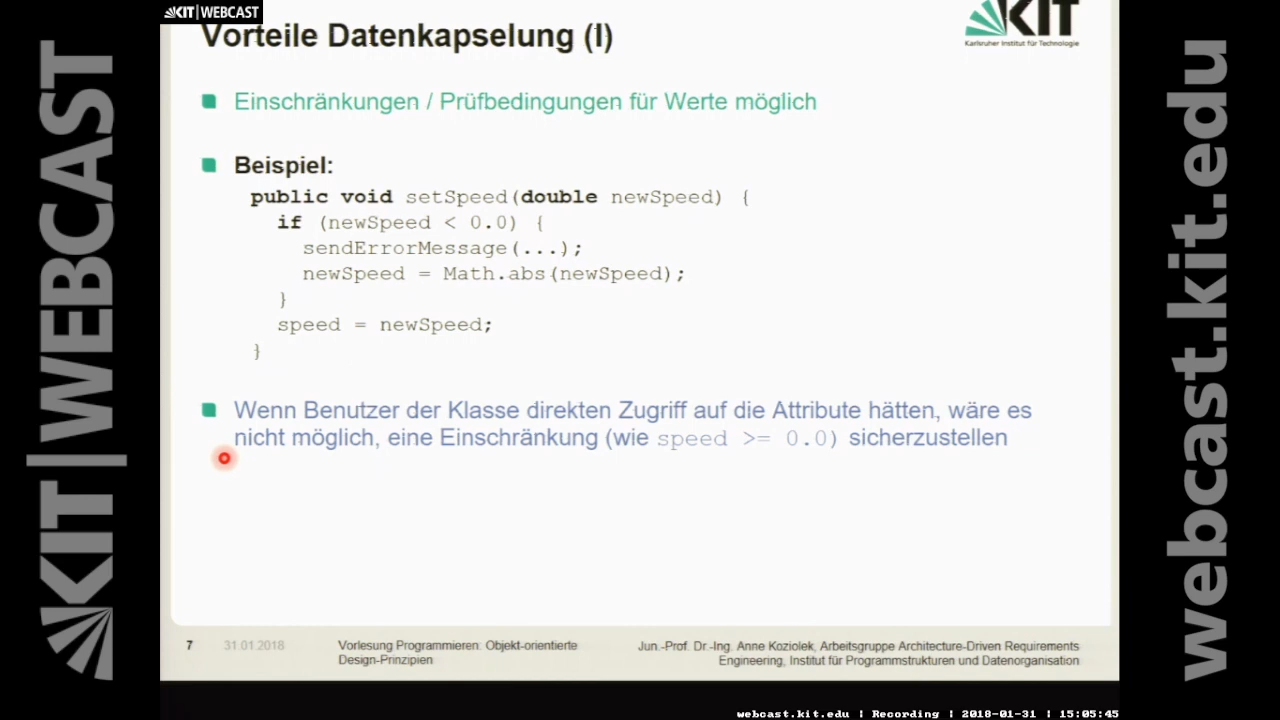 KIT | WEBCAST
KIT | WEBCAST
webcast.kit.edu
Vorteile Datenkapselung (I)
KIT
Karlsruher Institut für Technologie
Einschränkungen / Prüfbedingungen für Werte möglich
Beispiel:
public void setSpeed(double newSpeed) {
if (newSpeed < 0.0) {
sendErrorMessage(...);
newSpeed = Math.abs(newSpeed);
}
speed = newSpeed;
}
Wenn Benutzer der Klasse direkten Zugriff auf die Attribute hätten, wäre es
nicht möglich, eine Einschränkung (wie speed >= 0.0) sicherzustellen
7
31.01.2018
Vorlesung Programmieren: Objekt-orientierte
Design-Prinzipien
Jun.-Prof. Dr.-Ing. Anne Koziolek, Arbeitsgruppe Architecture-Driven Requirements
Engineering, Institut für Programmstrukturen und Datenorganisation
webcast.kit.edu | Recording | 2018-01-31 | 15:05:45